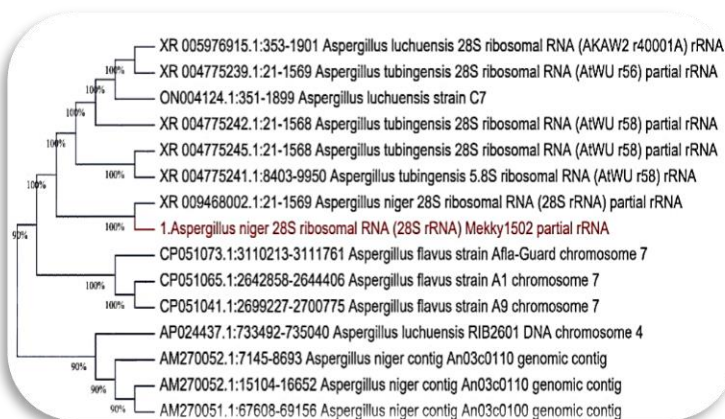 XR 005976915.1:353-1901 Aspergillus luchuensis 28S ribosomal RNA (AKAW2 r40001A) rRNA
100%
XR 004775239.1:21-1569 Aspergillus tubingensis 28S ribosomal RNA (AtWU r56) partial rRNA
100%
ON004124.1:351-1899 Aspergillus luchuensis strain C7
100%
XR 004775242.1:21-1568 Aspergillus tubingensis 28S ribosomal RNA (AtWU r58) partial rRNA
100%
XR 004775245.1:21-1568 Aspergillus tubingensis 28S ribosomal RNA (AtWU r58) partial rRNA
100%
XR 004775241.1:8403-9950 Aspergillus tubingensis 5.8S ribosomal RNA (AtWU r58) rRNA
100%
XR 009468002.1:21-1569 Aspergillus niger 28S ribosomal RNA (28S rRNA) partial rRNA
100%
1.Aspergillus niger 28S ribosomal RNA (28S rRNA) Mekky1502 partial rRNA
90%
CP051073.1:3110213-3111761 Aspergillus flavus strain Afla-Guard chromosome 7
100%
CP051065.1:2642858-2644406 Aspergillus flavus strain A1 chromosome 7
100%
CP051041.1:2699227-2700775 Aspergillus flavus strain A9 chromosome 7
AP024437.1:733492-735040 Aspergillus luchuensis RIB2601 DNA chromosome 4
90%
AM270052.1:7145-8693 Aspergillus niger contig An03c0110 genomic contig
90%
AM270052.1:15104-16652 Aspergillus niger contig An03c0110 genomic contig
90%
AM270051.1:67608-69156 Aspergillus niger contig An03c0100 genomic contig